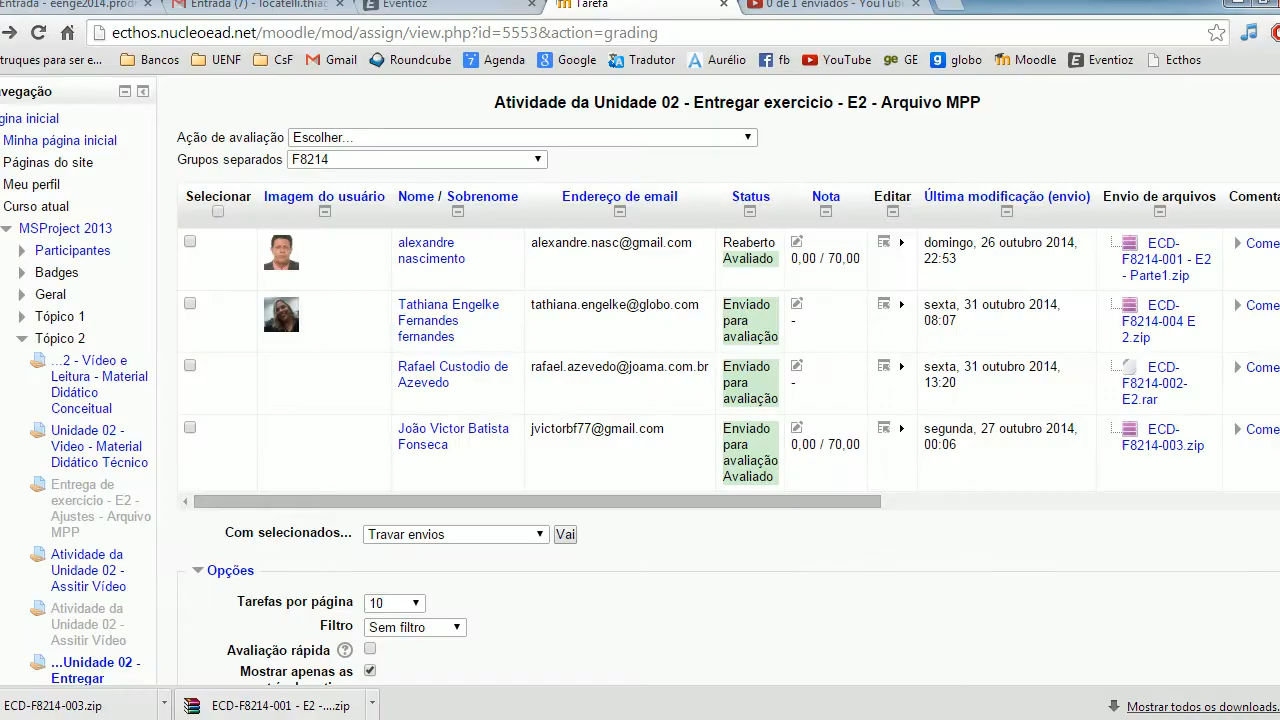 Entrada - eenge2014.prod
Entrada (7) - locatelli.thiag
Eventioz
Tarefa
0 de 1 enviados - YouTube
ecthos.nucleoead.net/moodle/mod/assign/view.php?id=5553&action=grading
truques para ser e...
Bancos
UENF
CsF
Gmail
Roundcube
Agenda
Google
Tradutor
Aurélio
fb
YouTube
GE
globo
Moodle
Eventioz
Ecthos
vegação
gina inicial
Minha página inicial
Páginas do site
Meu perfil
Curso atual
MSProject 2013
Participantes
Badges
Geral
Tópico 1
Tópico 2
...2 - Vídeo e
Leitura - Material
Didático
Conceitual
Unidade 02 -
Video - Material
Didático Técnico
Entrega de
exercicio - E2 -
Ajustes - Arquivo
MPP
Atividade da
Unidade 02 -
Assitir Vídeo
Atividade da
Unidade 02 -
Assitir Vídeo
...Unidade 02 -
Entregar
Atividade da Unidade 02 - Entregar exercicio - E2 - Arquivo MPP
Ação de avaliação Escolher...
Grupos separados F8214
Selecionar Imagem do usuário Nome / Sobrenome Endereço de email Status Nota Editar Última modificação (envio) Envio de arquivos Comenta
alexandre
nascimento
alexandre.nasc@gmail.com
Reaberto
Avaliado
0,00 / 70,00
domingo, 26 outubro 2014,
22:53
ECD-
F8214-001 - E2
- Parte1.zip
Come
Tathiana Engelke
Fernandes
fernandes
tathiana.engelke@globo.com
Enviado
para
avaliação
-
sexta, 31 outubro 2014,
08:07
ECD-
F8214-004 E
2.zip
Come
Rafael Custodio de
Azevedo
rafael.azevedo@joama.com.br
Enviado
para
avaliação
-
sexta, 31 outubro 2014,
13:20
ECD-
F8214-002-
E2.rar
Come
João Victor Batista
Fonseca
jvictorbf77@gmail.com
Enviado
para
avaliação
Avaliado
0,00 / 70,00
segunda, 27 outubro 2014,
00:06
ECD-
F8214-003.zip
Come
Com selecionados... Travar envios Vai
Opções
Tarefas por página 10
Filtro Sem filtro
Avaliação rápida
Mostrar apenas as
ECD-F8214-003.zip
ECD-F8214-001 - E2 -....zip
Mostrar todos os downloads.